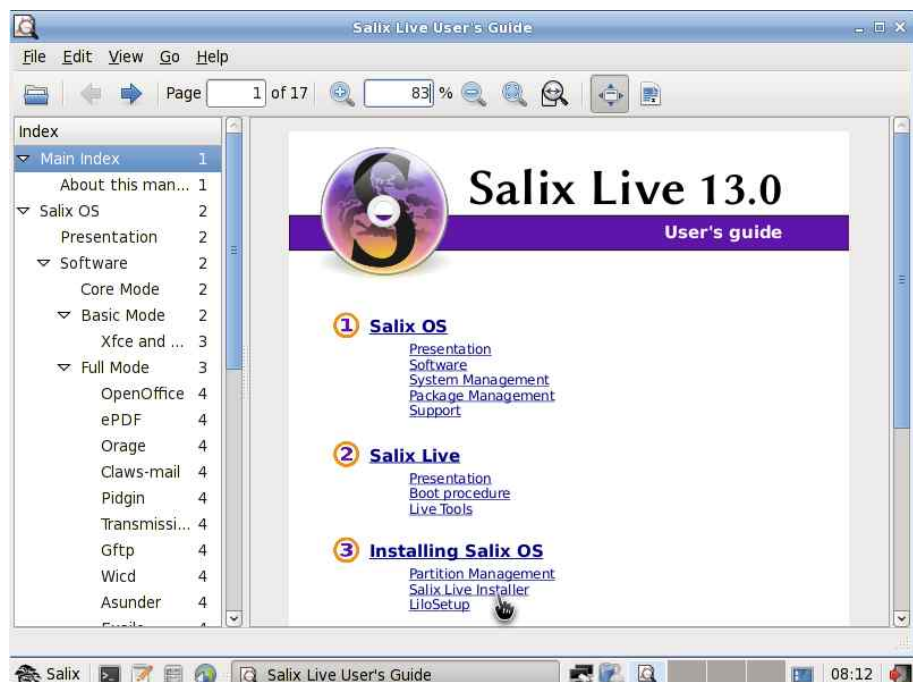 Salix Live User's Guide
File Edit View Go Help
Page 1 of 17 83 %
Index
Main Index 1
About this man... 1
Salix OS 2
Presentation 2
Software 2
Core Mode 2
Basic Mode 2
Xfce and ... 3
Full Mode 3
OpenOffice 4
ePDF 4
Orage 4
Claws-mail 4
Pidgin 4
Transmissi... 4
Gftp 4
Wicd 4
Asunder 4
S
Salix Live 13.0
User's guide
1 Salix OS
Presentation
Software
System Management
Package Management
Support
2 Salix Live
Presentation
Boot procedure
Live Tools
3 Installing Salix OS
Partition Management
Salix Live Installer
LiloSetup
Salix Salix Live User's Guide 08:12